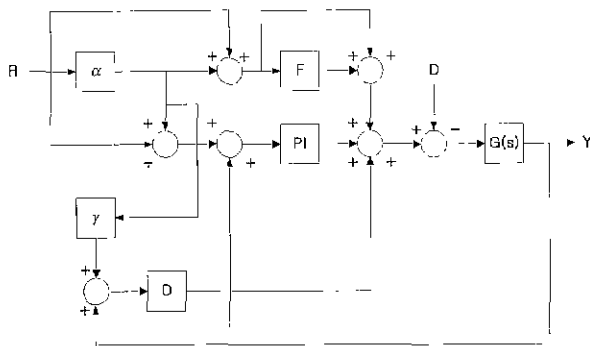 + + + +
R α + F +
+ + + + + D −
− + PI + + G(s) Y
γ
+
+ D